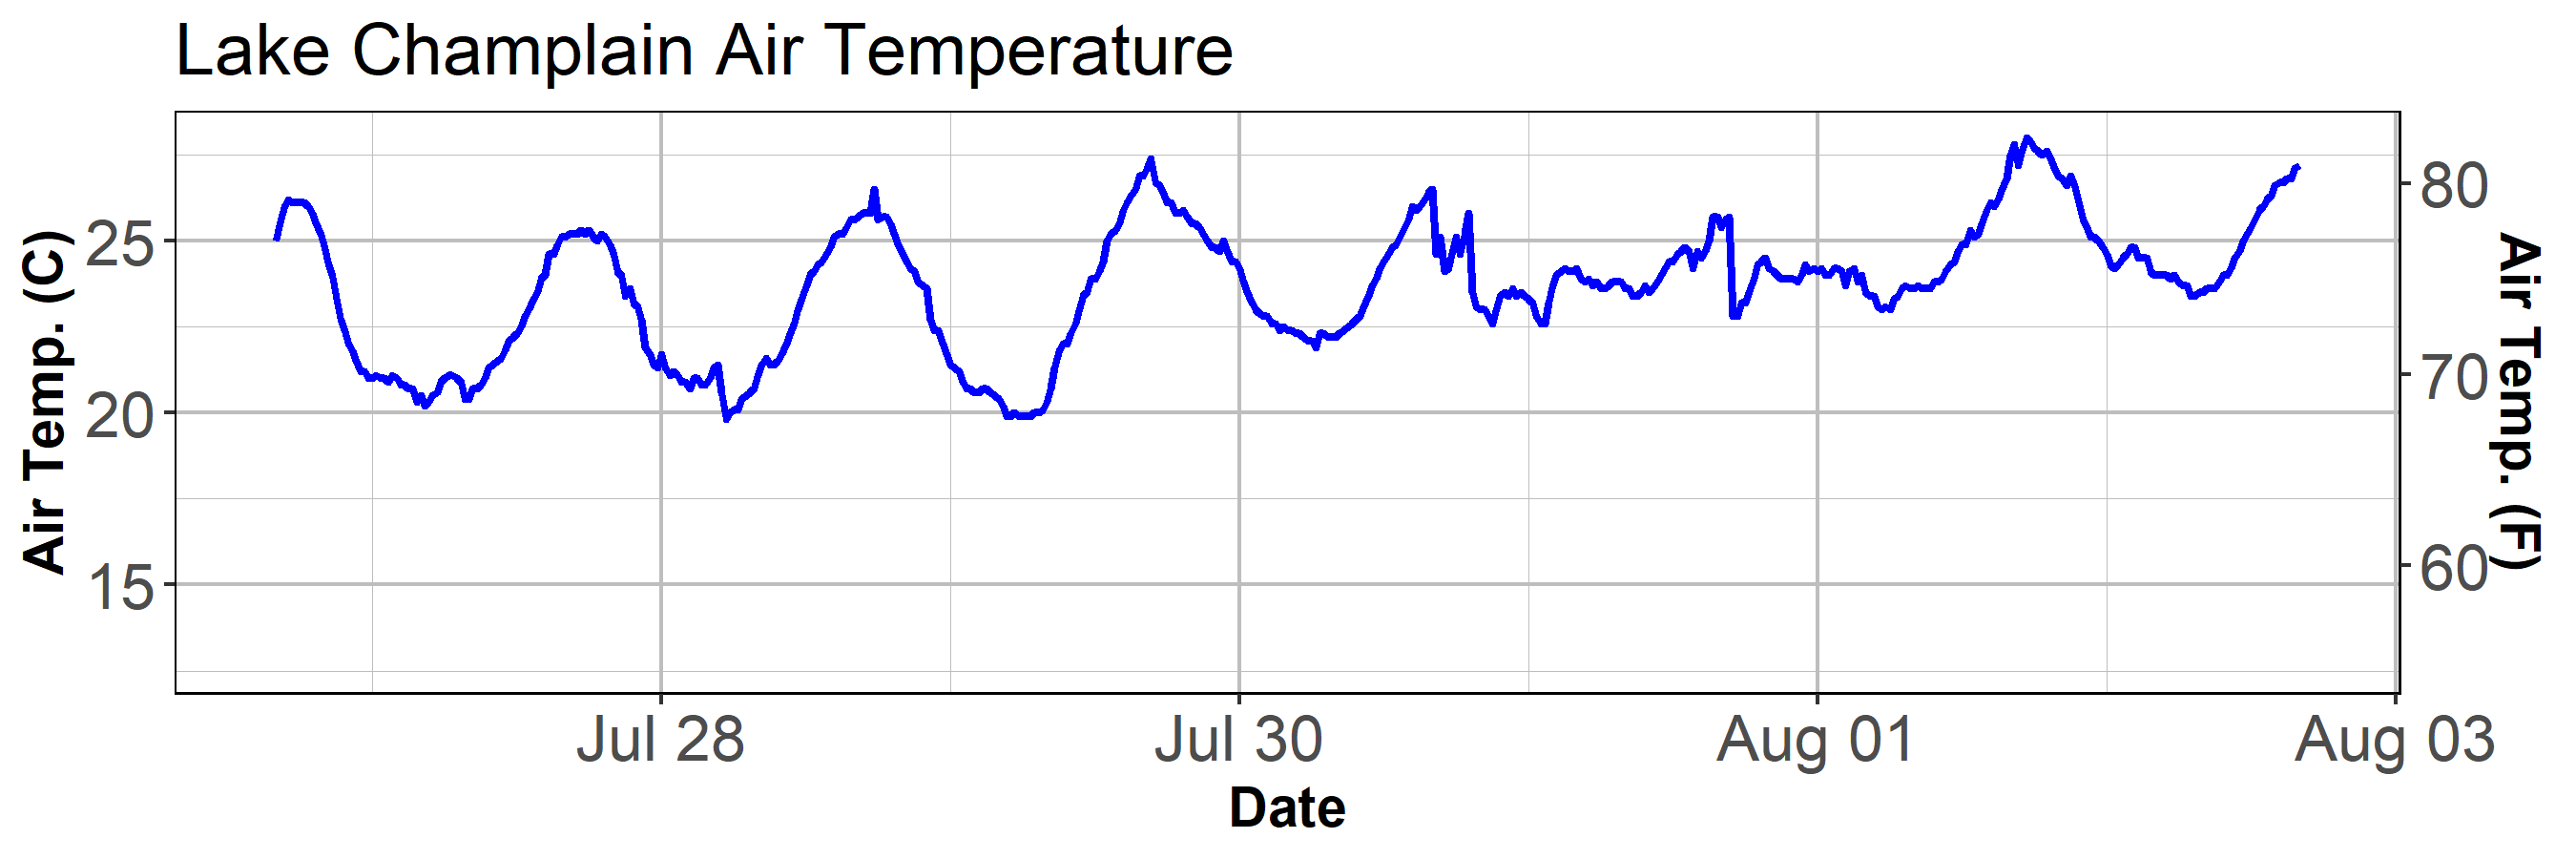 Lake Champlain Air Temperature
Air Temp. (C)
25
20
15
80
70
60
Air Temp. (F)
Jul 28
Jul 30
Aug 01
Aug 03
Date